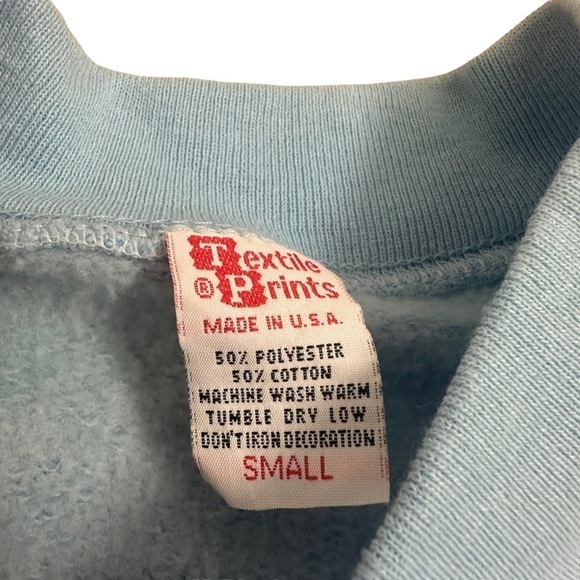 Textile
® Prints
MADE IN U.S.A.
50% POLYESTER
50% COTTON
MACHINE WASH WARM
TUMBLE DRY LOW
DON'T IRON DECORATION
SMALL